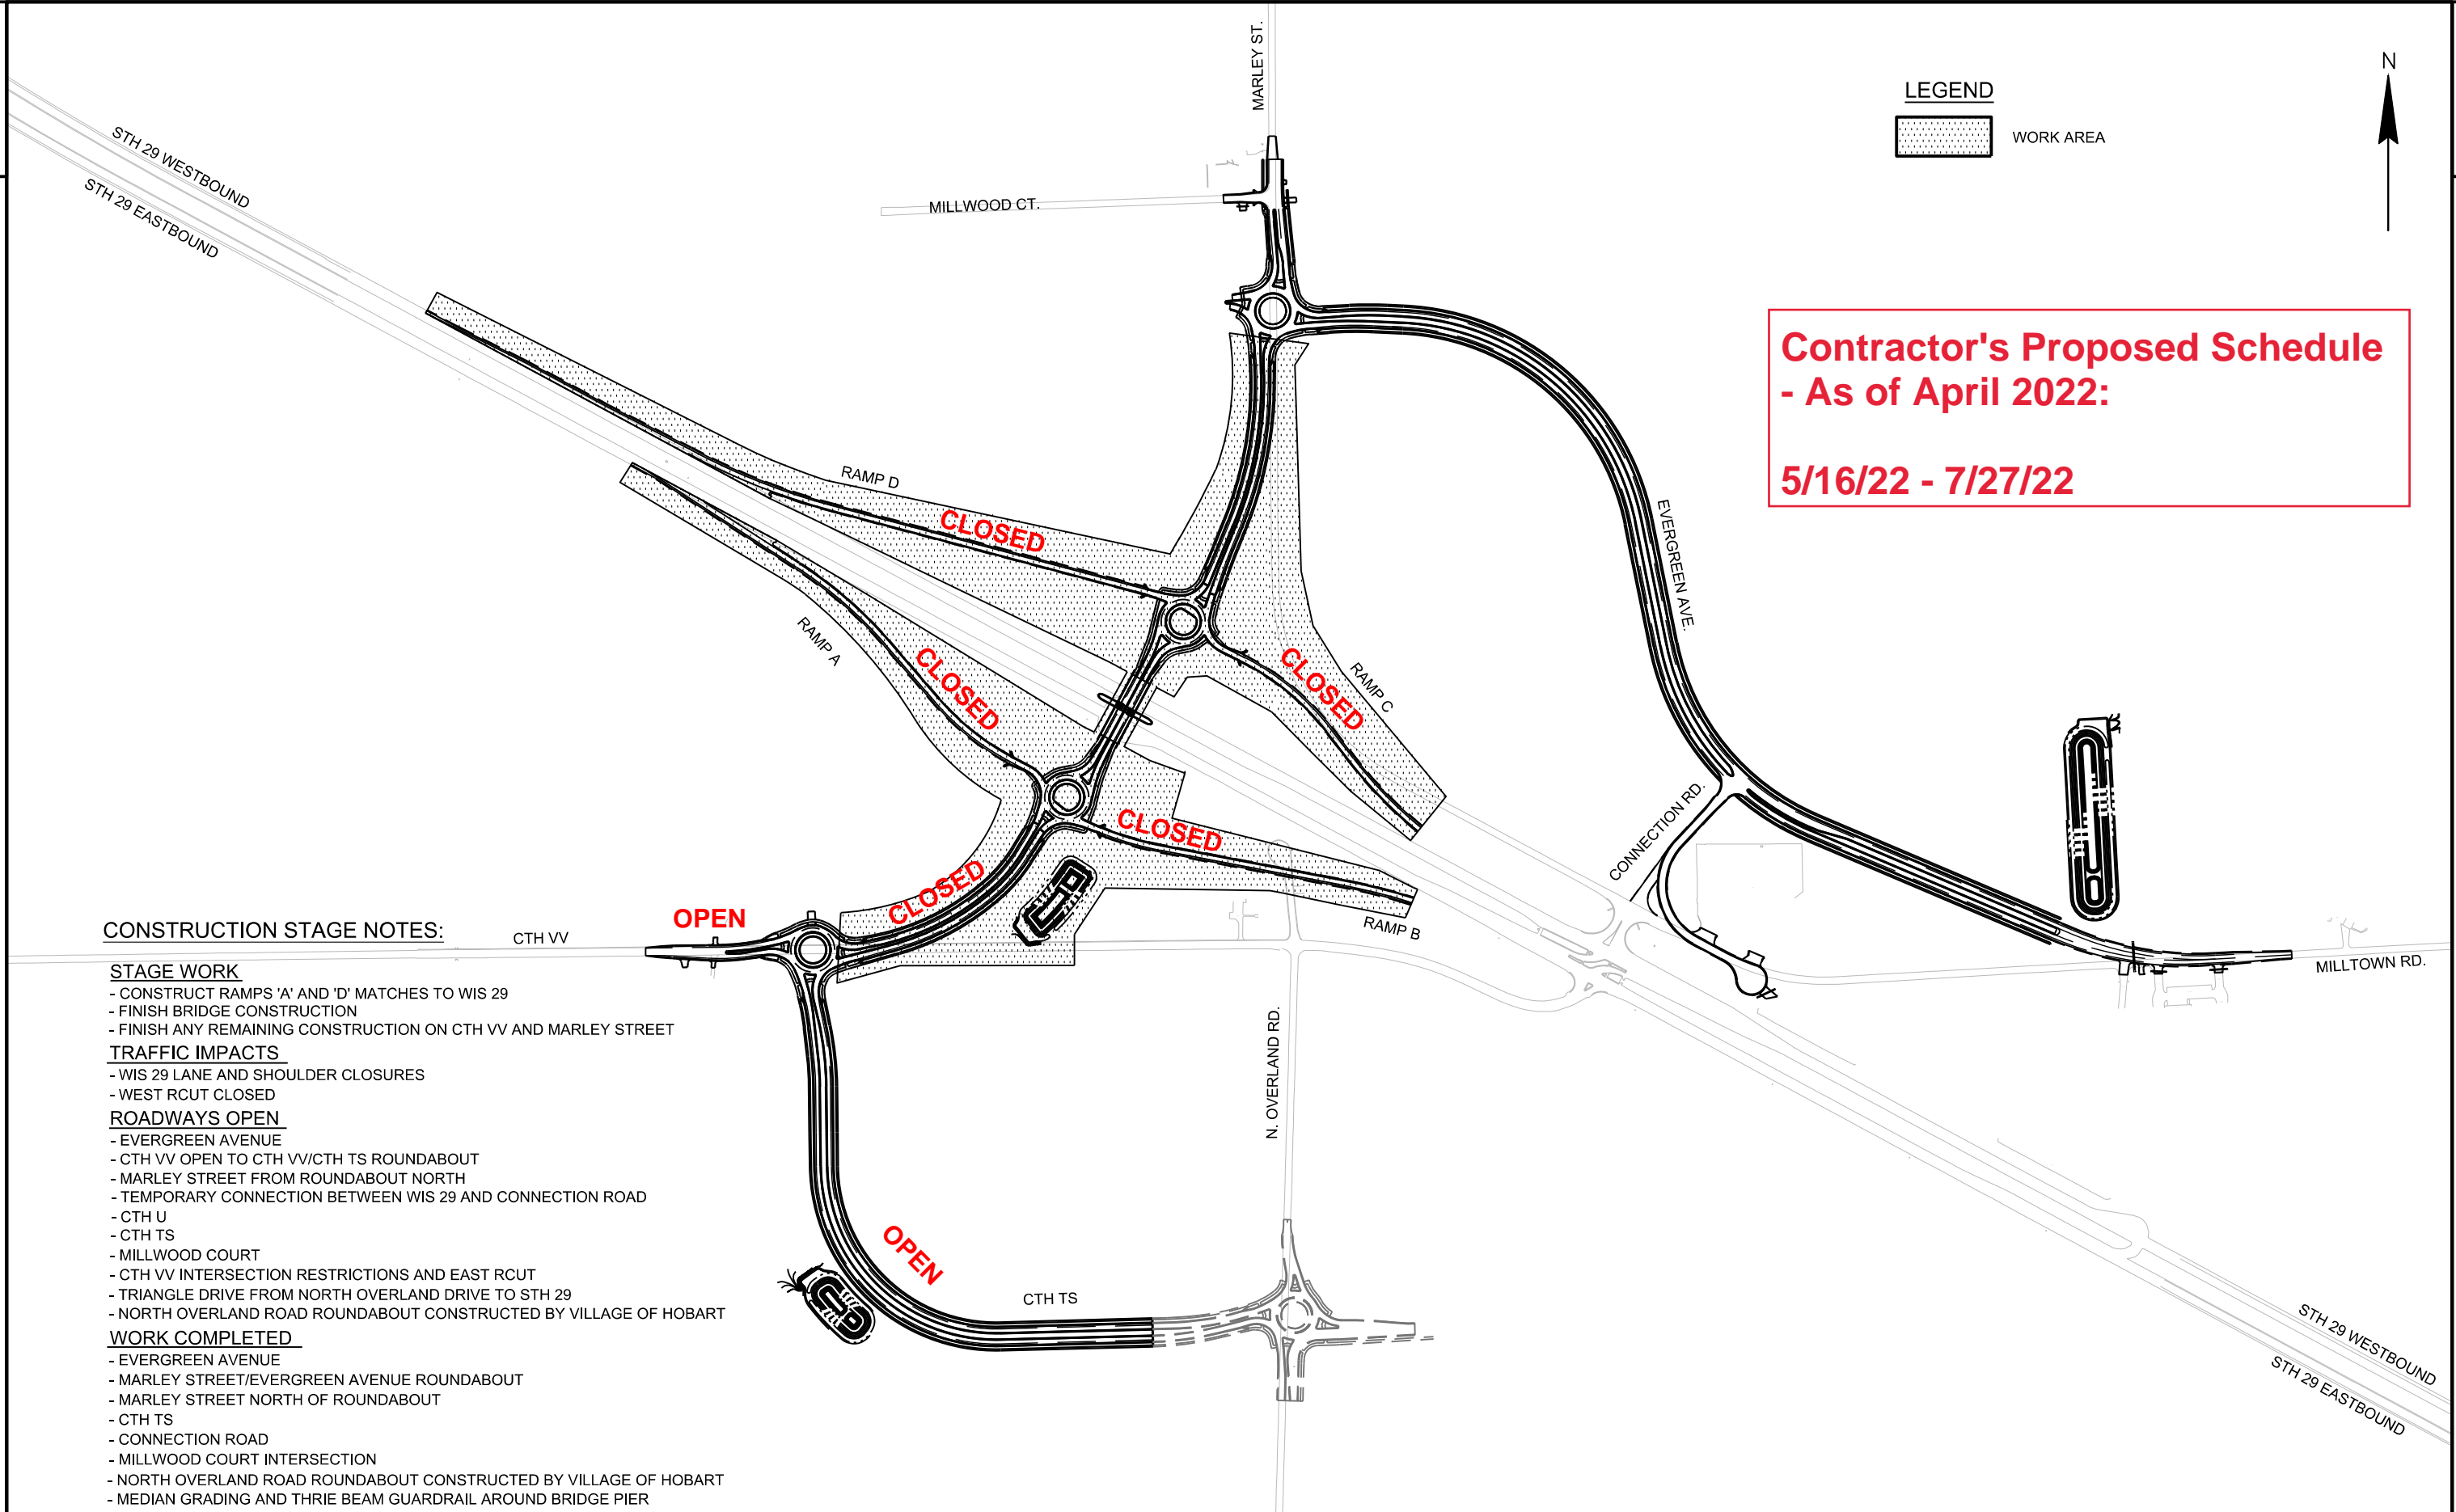 MARLEY ST.
N
LEGEND
WORK AREA
STH 29 WESTBOUND
STH 29 EASTBOUND
MILLWOOD CT.
Contractor's Proposed Schedule
- As of April 2022:
5/16/22 - 7/27/22
RAMP D
CLOSED
EVERGREEN AVE.
RAMP A
CLOSED
CLOSED
RAMP C
CONNECTION RD.
CLOSED
CLOSED
RAMP B
OPEN
CTH VV
MILLTOWN RD.
N. OVERLAND RD.
OPEN
CTH TS
STH 29 WESTBOUND
STH 29 EASTBOUND
CONSTRUCTION STAGE NOTES:
STAGE WORK
- CONSTRUCT RAMPS 'A' AND 'D' MATCHES TO WIS 29
- FINISH BRIDGE CONSTRUCTION
- FINISH ANY REMAINING CONSTRUCTION ON CTH VV AND MARLEY STREET
TRAFFIC IMPACTS
- WIS 29 LANE AND SHOULDER CLOSURES
- WEST RCUT CLOSED
ROADWAYS OPEN
- EVERGREEN AVENUE
- CTH VV OPEN TO CTH VV/CTH TS ROUNDABOUT
- MARLEY STREET FROM ROUNDABOUT NORTH
- TEMPORARY CONNECTION BETWEEN WIS 29 AND CONNECTION ROAD
- CTH U
- CTH TS
- MILLWOOD COURT
- CTH VV INTERSECTION RESTRICTIONS AND EAST RCUT
- TRIANGLE DRIVE FROM NORTH OVERLAND DRIVE TO STH 29
- NORTH OVERLAND ROAD ROUNDABOUT CONSTRUCTED BY VILLAGE OF HOBART
WORK COMPLETED
- EVERGREEN AVENUE
- MARLEY STREET/EVERGREEN AVENUE ROUNDABOUT
- MARLEY STREET NORTH OF ROUNDABOUT
- CTH TS
- CONNECTION ROAD
- MILLWOOD COURT INTERSECTION
- NORTH OVERLAND ROAD ROUNDABOUT CONSTRUCTED BY VILLAGE OF HOBART
- MEDIAN GRADING AND THRIE BEAM GUARDRAIL AROUND BRIDGE PIER